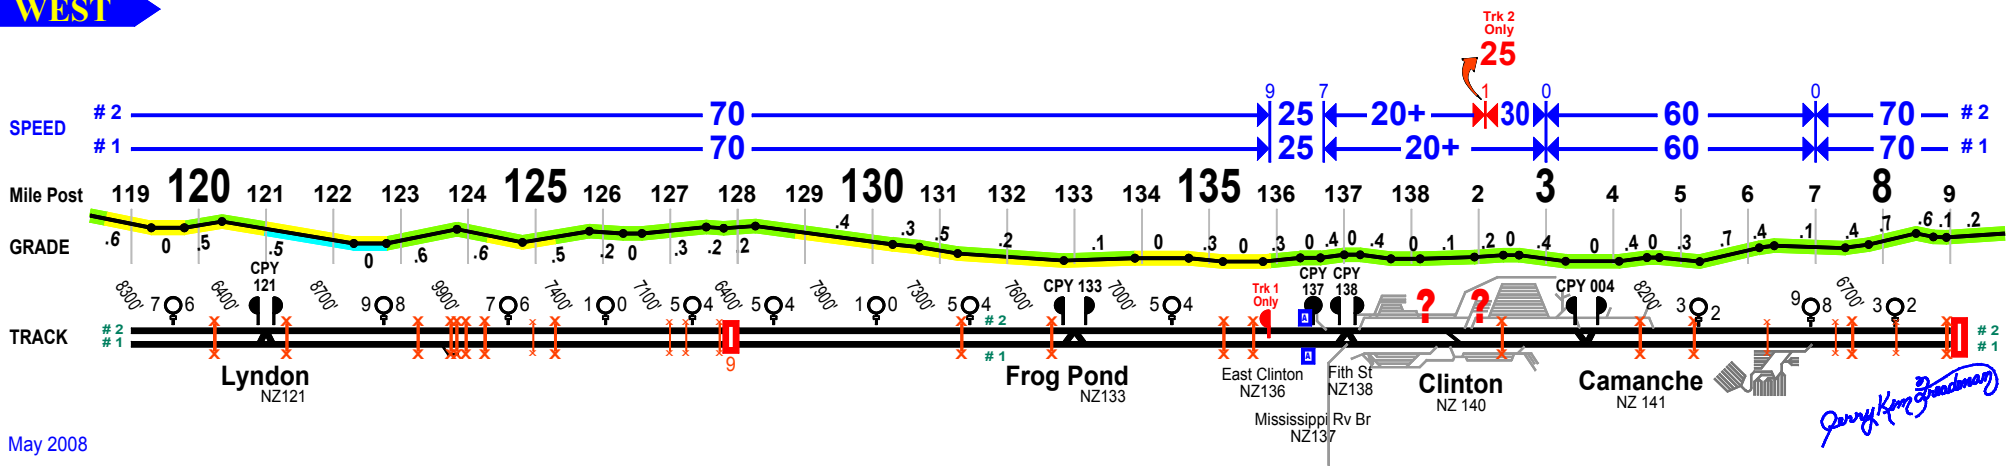 WEST
Trk 2
Only
25
9 7 1 0 0
SPEED # 2 70 25 20+ 30 60 70 # 2
# 1 70 25 20+ 60 70 # 1
Mile Post 119 120 121 122 123 124 125 126 127 128 129 130 131 132 133 134 135 136 137 138 2 3 4 5 6 7 8 9
GRADE .6 0 .5 .5 0 .6 .6 .5 .2 0 .3 .2 .2 .4 .3 .5 .2 .1 0 .3 0 .3 0 .4 0 .4 0 .1 .2 0 .4 0 .4 0 .3 .7 .4 .1 .4 .7 .6 .1 .2
CPY
121
CPY 133
CPY
137
CPY
138
CPY 004
8300' 6400' 8700' 9900' 7400' 7100' 6400' 7900' 7300' 7600' 7000' 8200' 6700'
7 6 9 8 7 6 1 0 5 4 5 4 1 0 5 4 5 4 3 2 9 8 3 2
Trk 1
Only
? ?
A
A
TRACK # 2 # 2 # 2
# 1 # 1 # 1
9
Lyndon
NZ121
Frog Pond
NZ133
East Clinton
NZ136
Fith St
NZ138
Mississippi Rv Br
NZ137
Clinton
NZ 140
Camanche
NZ 141
May 2008